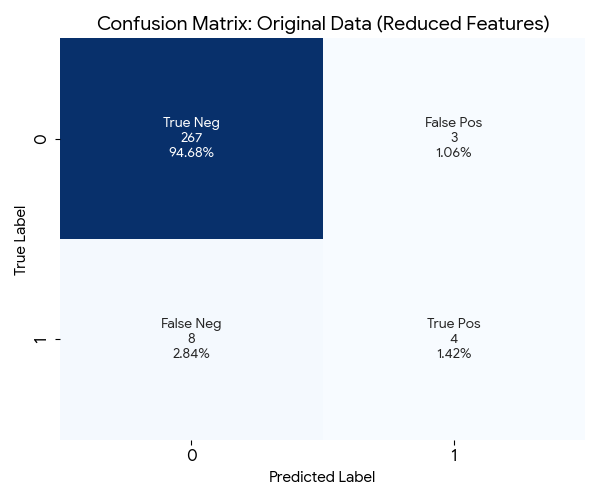 Confusion Matrix: Original Data (Reduced Features)
True Neg
267
94.68%
False Pos
3
1.06%
False Neg
8
2.84%
True Pos
4
1.42%
0
1
True Label
0
1
Predicted Label